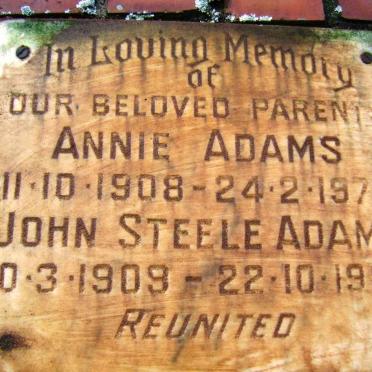 In Loving Memory
of
OUR BELOVED PARENT
ANNIE ADAMS
11·10·1908-24·2·197
JOHN STEELE ADAM
0·3·1909-22·10·19
REUNITED